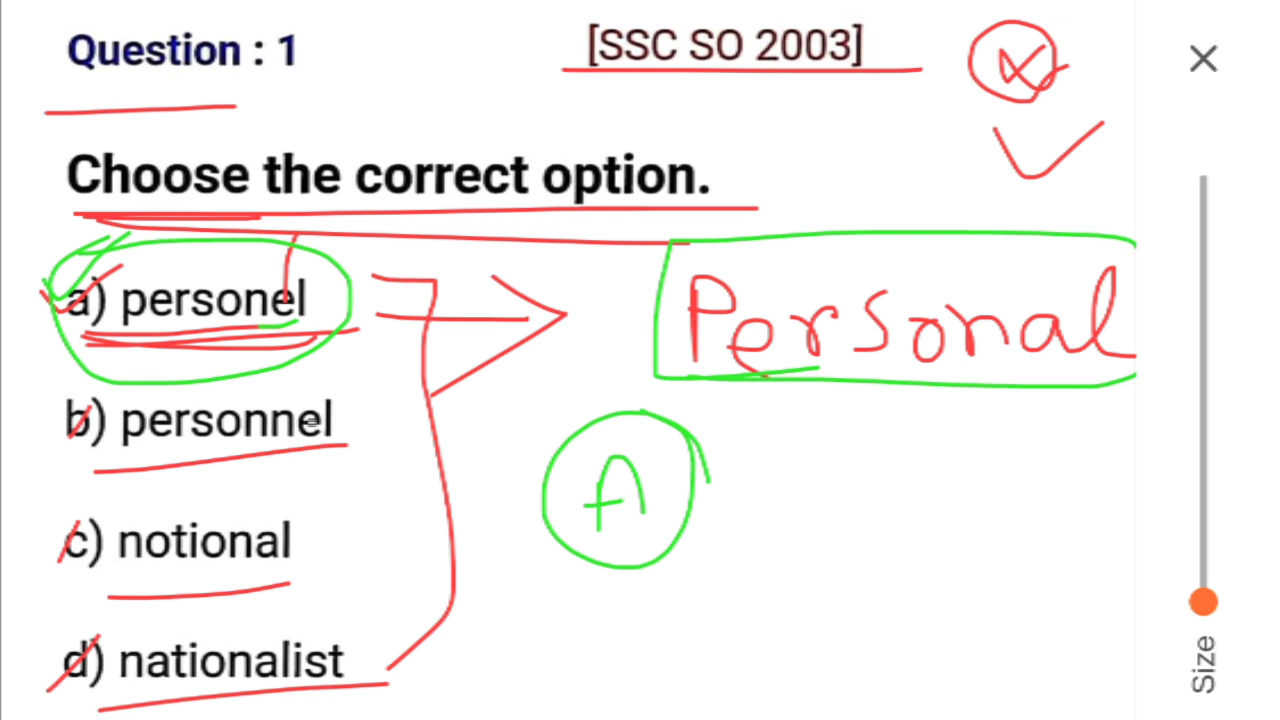 Question : 1
[SSC SO 2003]
Choose the correct option.
a) personel
Personal
b) personnel
A
c) notional
d) nationalist
Size